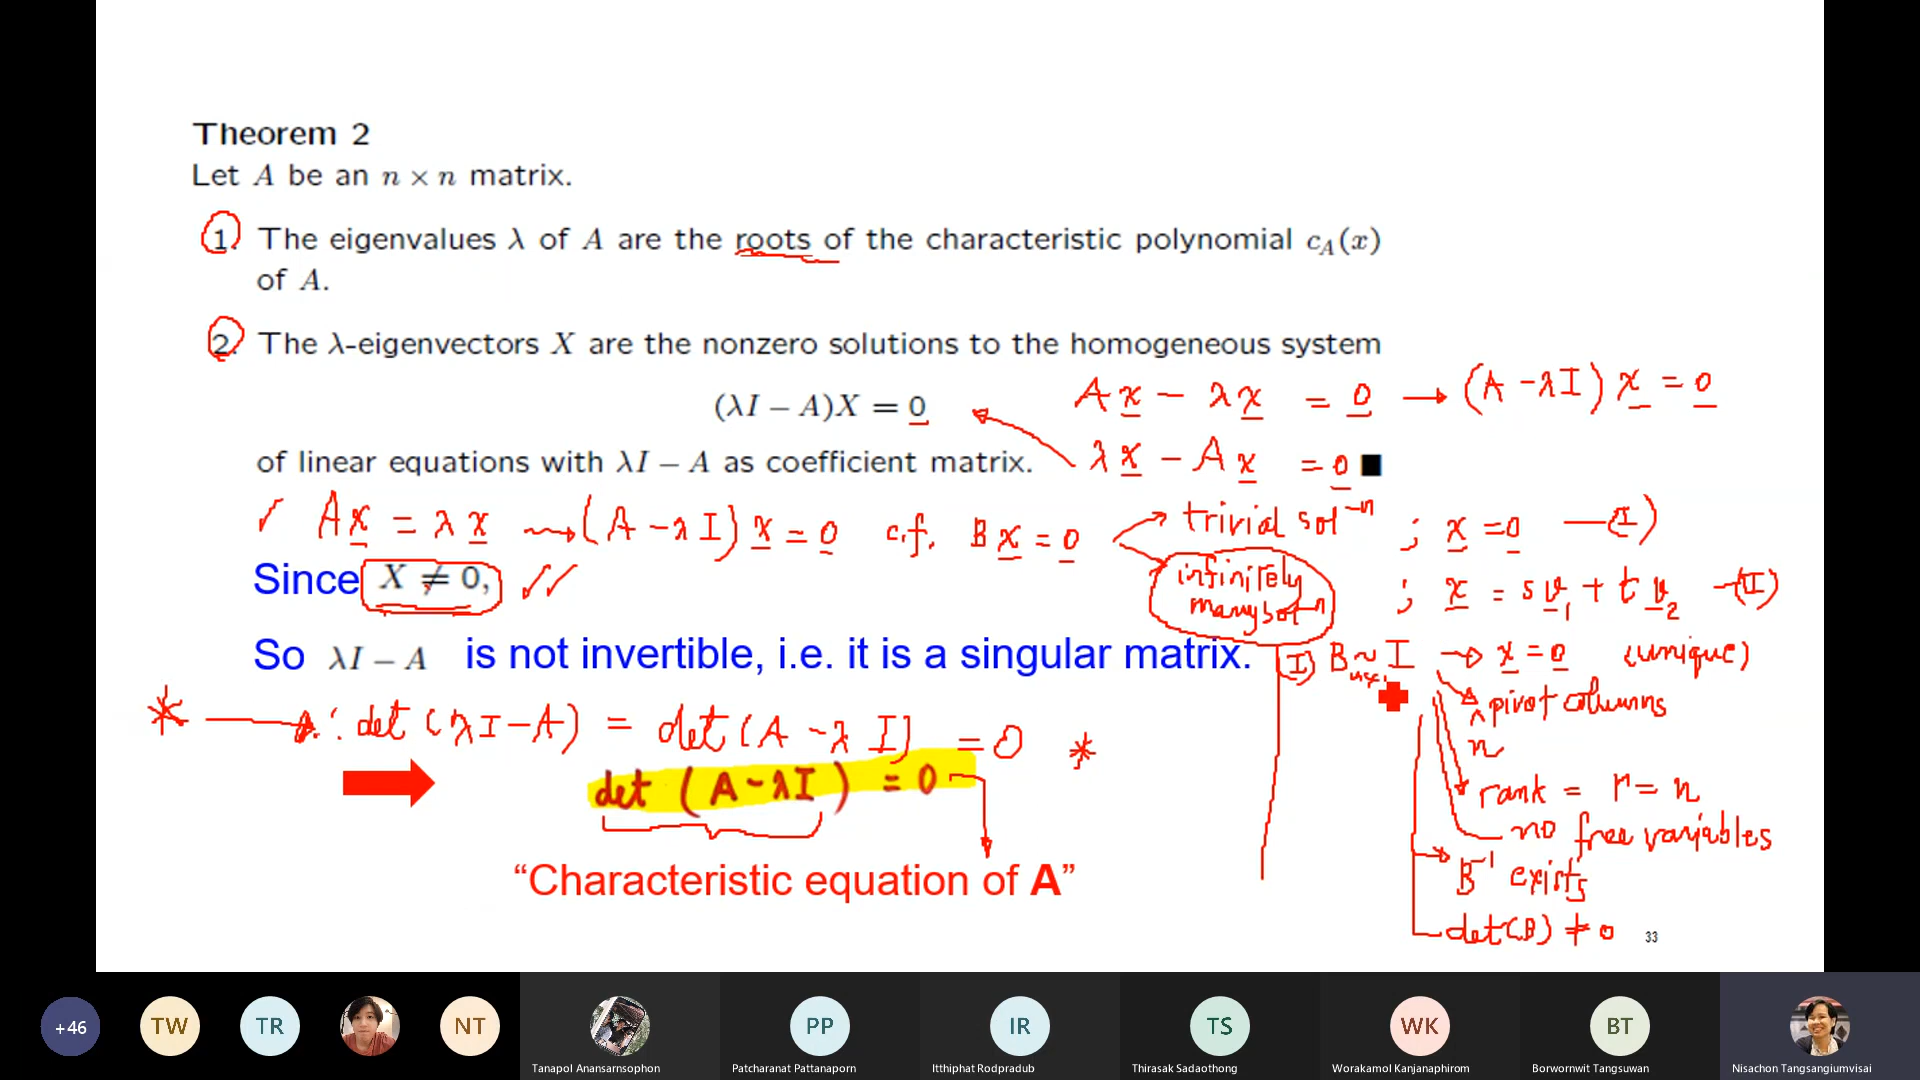 Theorem 2
Let A be an n × n matrix.
1. The eigenvalues λ of A are the roots of the characteristic polynomial c_A(x)
of A.
2. The λ-eigenvectors X are the nonzero solutions to the homogeneous system
(λI − A)X = 0
Ax − λx = 0 → (A − λI)x = 0
of linear equations with λI − A as coefficient matrix.
λx − Ax = 0 ■
✓ Ax = λx → (A − λI)x = 0 c.f. Bx = 0
trivial sol-n ; x = 0 —(I)
infinitely
many sol-n
; x = sv₁ + tv₂ —(II)
Since X ≠ 0, ✓✓
So λI − A is not invertible, i.e. it is a singular matrix.
(I) B ~ I → x = 0 (unique)
n pivot columns
* → ∴ det(λI − A) = det(A − λI) = 0 *
det (A − λI) = 0
rank = r = n
no free variables
B⁻¹ exists
det(B) ≠ 0
“Characteristic equation of A”
33
+46
TW
TR
NT
PP
IR
TS
WK
BT
Tanapol Anansarnsophon
Patcharanat Pattanaporn
Itthiphat Rodpradub
Thirasak Sadaothong
Worakamol Kanjanaphirom
Borwornwit Tangsuwan
Nisachon Tangsangiumvisai